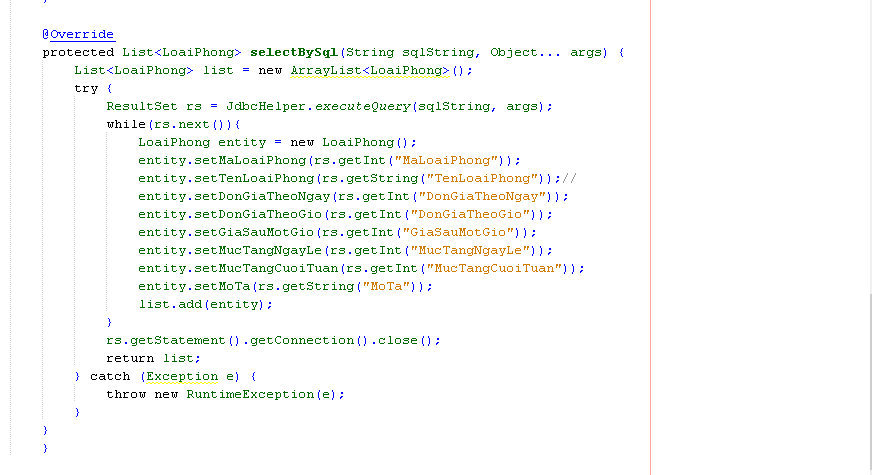 }
@Override
protected List<LoaiPhong> selectBySql(String sqlString, Object... args) {
List<LoaiPhong> list = new ArrayList<LoaiPhong>();
try {
ResultSet rs = JdbcHelper.executeQuery(sqlString, args);
while(rs.next()){
LoaiPhong entity = new LoaiPhong();
entity.setMaLoaiPhong(rs.getInt("MaLoaiPhong"));
entity.setTenLoaiPhong(rs.getString("TenLoaiPhong"));//
entity.setDonGiaTheoNgay(rs.getInt("DonGiaTheoNgay"));
entity.setDonGiaTheoGio(rs.getInt("DonGiaTheoGio"));
entity.setGiaSauMotGio(rs.getInt("GiaSauMotGio"));
entity.setMucTangNgayLe(rs.getInt("MucTangNgayLe"));
entity.setMucTangCuoiTuan(rs.getInt("MucTangCuoiTuan"));
entity.setMoTa(rs.getString("MoTa"));
list.add(entity);
}
rs.getStatement().getConnection().close();
return list;
} catch (Exception e) {
throw new RuntimeException(e);
}
}
}